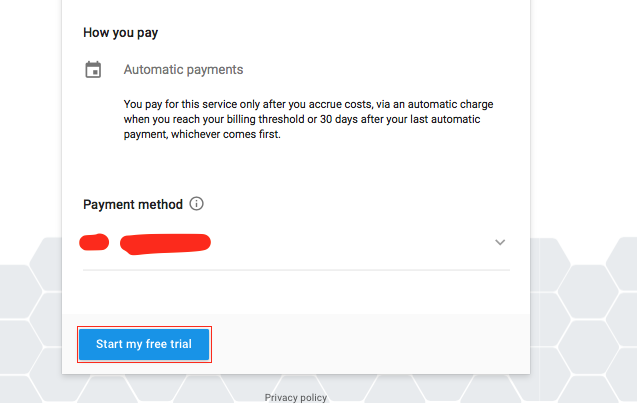 How you pay
Automatic payments
You pay for this service only after you accrue costs, via an automatic charge
when you reach your billing threshold or 30 days after your last automatic
payment, whichever comes first.
Payment method
Start my free trial
Privacy policy